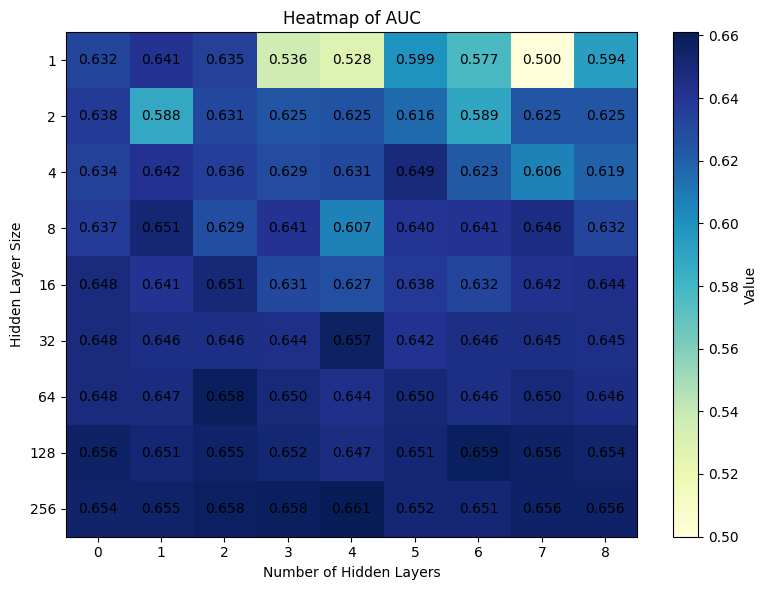 Heatmap of AUC
Hidden Layer Size
1 0.632 0.641 0.635 0.536 0.528 0.599 0.577 0.500 0.594
2 0.638 0.588 0.631 0.625 0.625 0.616 0.589 0.625 0.625
4 0.634 0.642 0.636 0.629 0.631 0.649 0.623 0.606 0.619
8 0.637 0.651 0.629 0.641 0.607 0.640 0.641 0.646 0.632
16 0.648 0.641 0.651 0.631 0.627 0.638 0.632 0.642 0.644
32 0.648 0.646 0.646 0.644 0.657 0.642 0.646 0.645 0.645
64 0.648 0.647 0.658 0.650 0.644 0.650 0.646 0.650 0.646
128 0.656 0.651 0.655 0.652 0.647 0.651 0.659 0.656 0.654
256 0.654 0.655 0.658 0.658 0.661 0.652 0.651 0.656 0.656
0 1 2 3 4 5 6 7 8
Number of Hidden Layers
0.66
0.64
0.62
0.60
0.58
0.56
0.54
0.52
0.50
Value